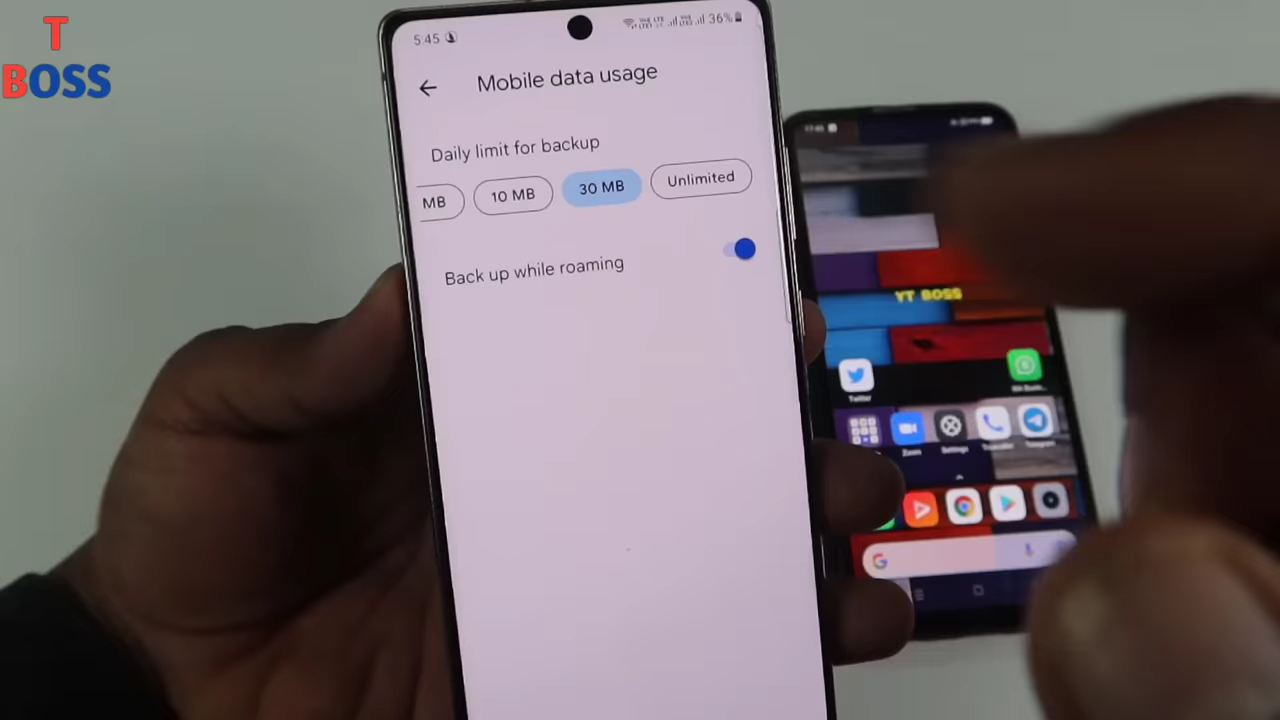 T
BOSS
5:45
36%
Mobile data usage
Daily limit for backup
MB
10 MB
30 MB
Unlimited
Back up while roaming
YT BOSS
Twitter
Zoom
Settings
Telegram